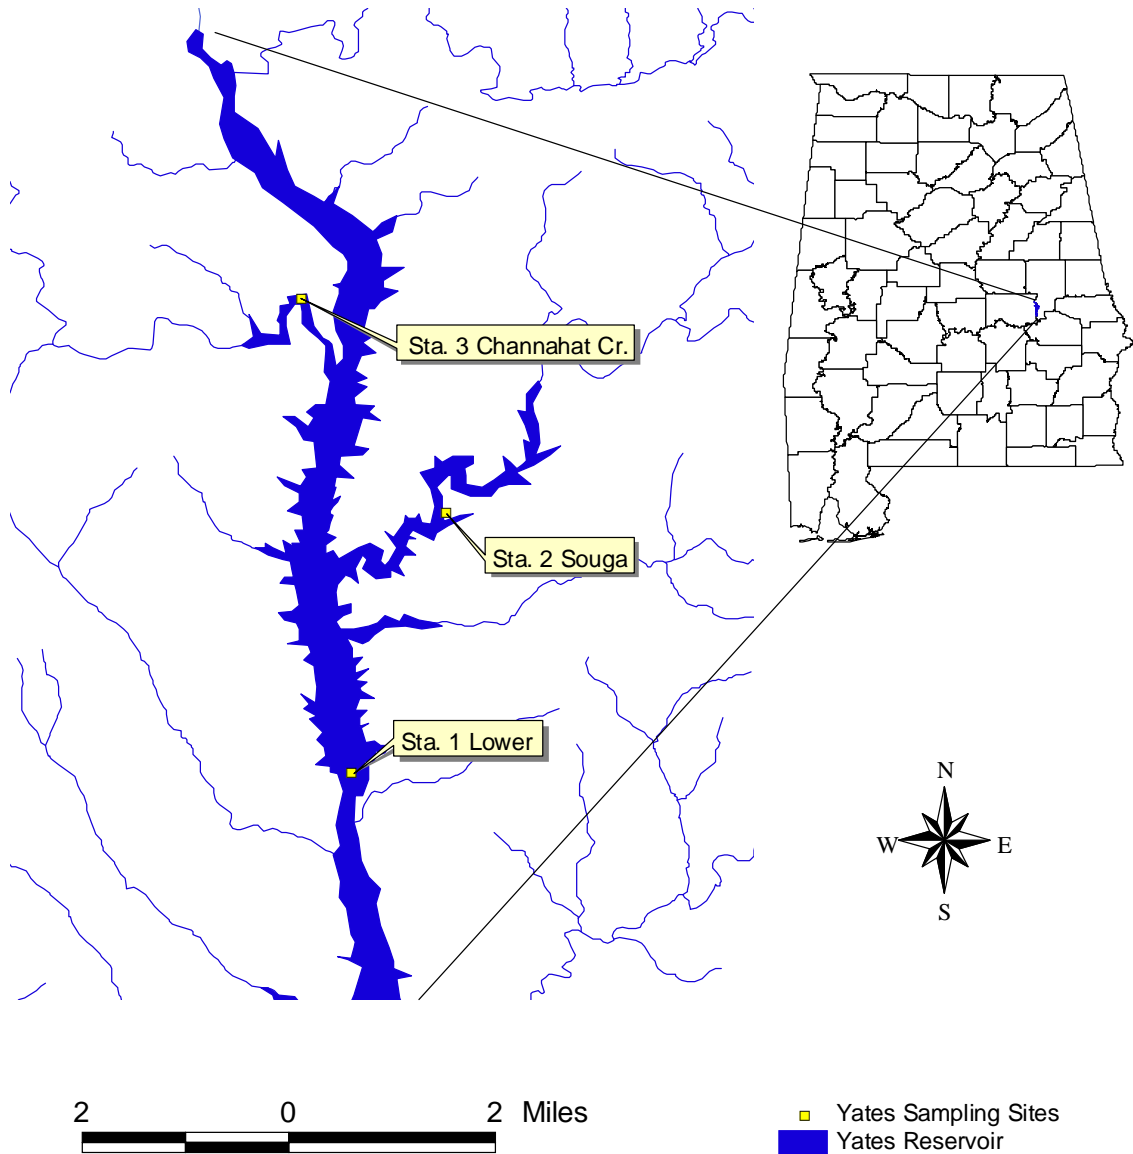 Sta. 3 Channahat Cr.
Sta. 2 Souga
Sta. 1 Lower
N
W
E
S
2 0 2 Miles
Yates Sampling Sites
Yates Reservoir